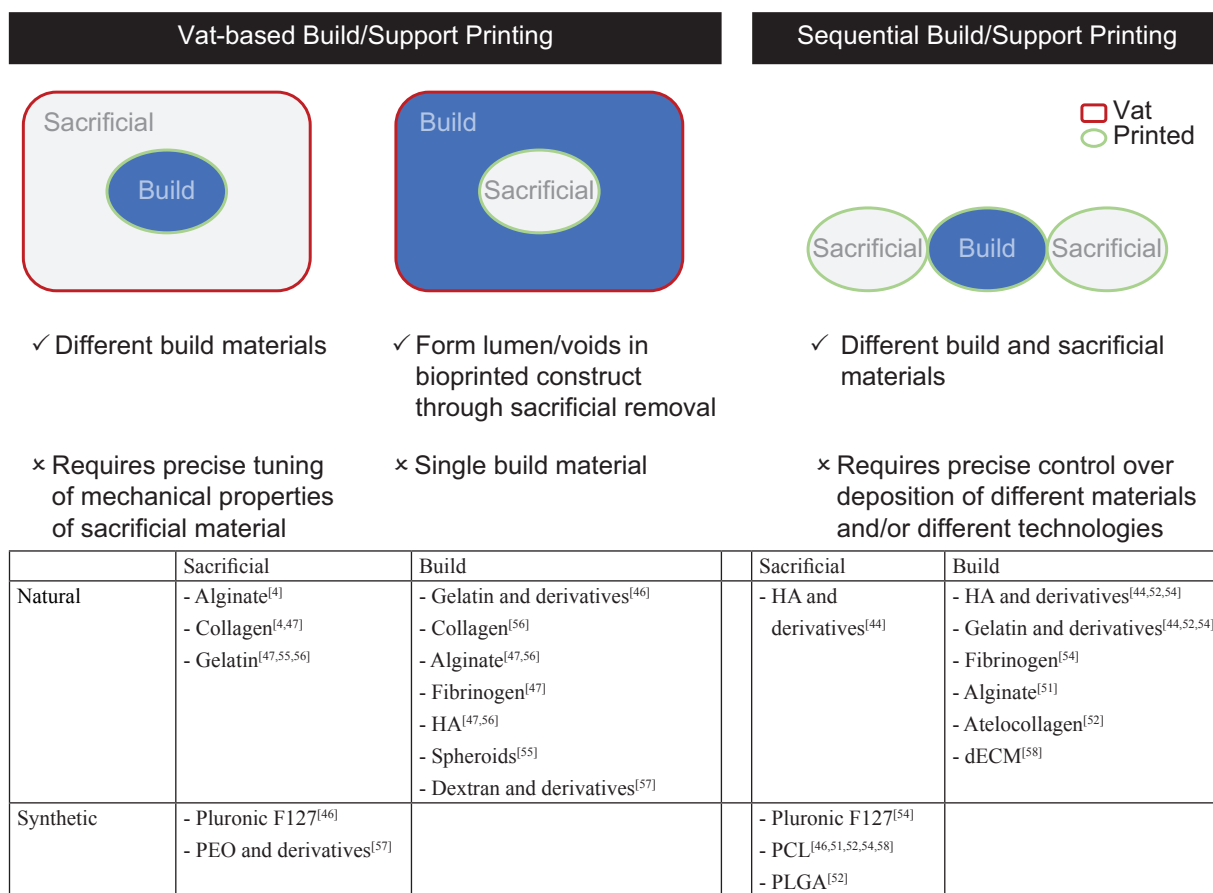 Vat-based Build/Support Printing
Sequential Build/Support Printing
Sacrificial
Build
Build
Sacrificial
Vat
Printed
Sacrificial
Build
Sacrificial
✓ Different build materials
✓ Form lumen/voids in
bioprinted construct
through sacrificial removal
✓ Different build and sacrificial
materials
× Requires precise tuning
of mechanical properties
of sacrificial material
× Single build material
× Requires precise control over
deposition of different materials
and/or different technologies
Sacrificial
Build
Sacrificial
Build
Natural
- Alginate[4]
- Collagen[4,47]
- Gelatin[47,55,56]
- Gelatin and derivatives[46]
- Collagen[56]
- Alginate[47,56]
- Fibrinogen[47]
- HA[47,56]
- Spheroids[55]
- Dextran and derivatives[57]
- HA and
derivatives[44]
- HA and derivatives[44,52,54]
- Gelatin and derivatives[44,52,54]
- Fibrinogen[54]
- Alginate[51]
- Atelocollagen[52]
- dECM[58]
Synthetic
- Pluronic F127[46]
- PEO and derivatives[57]
- Pluronic F127[54]
- PCL[46,51,52,54,58]
- PLGA[52]